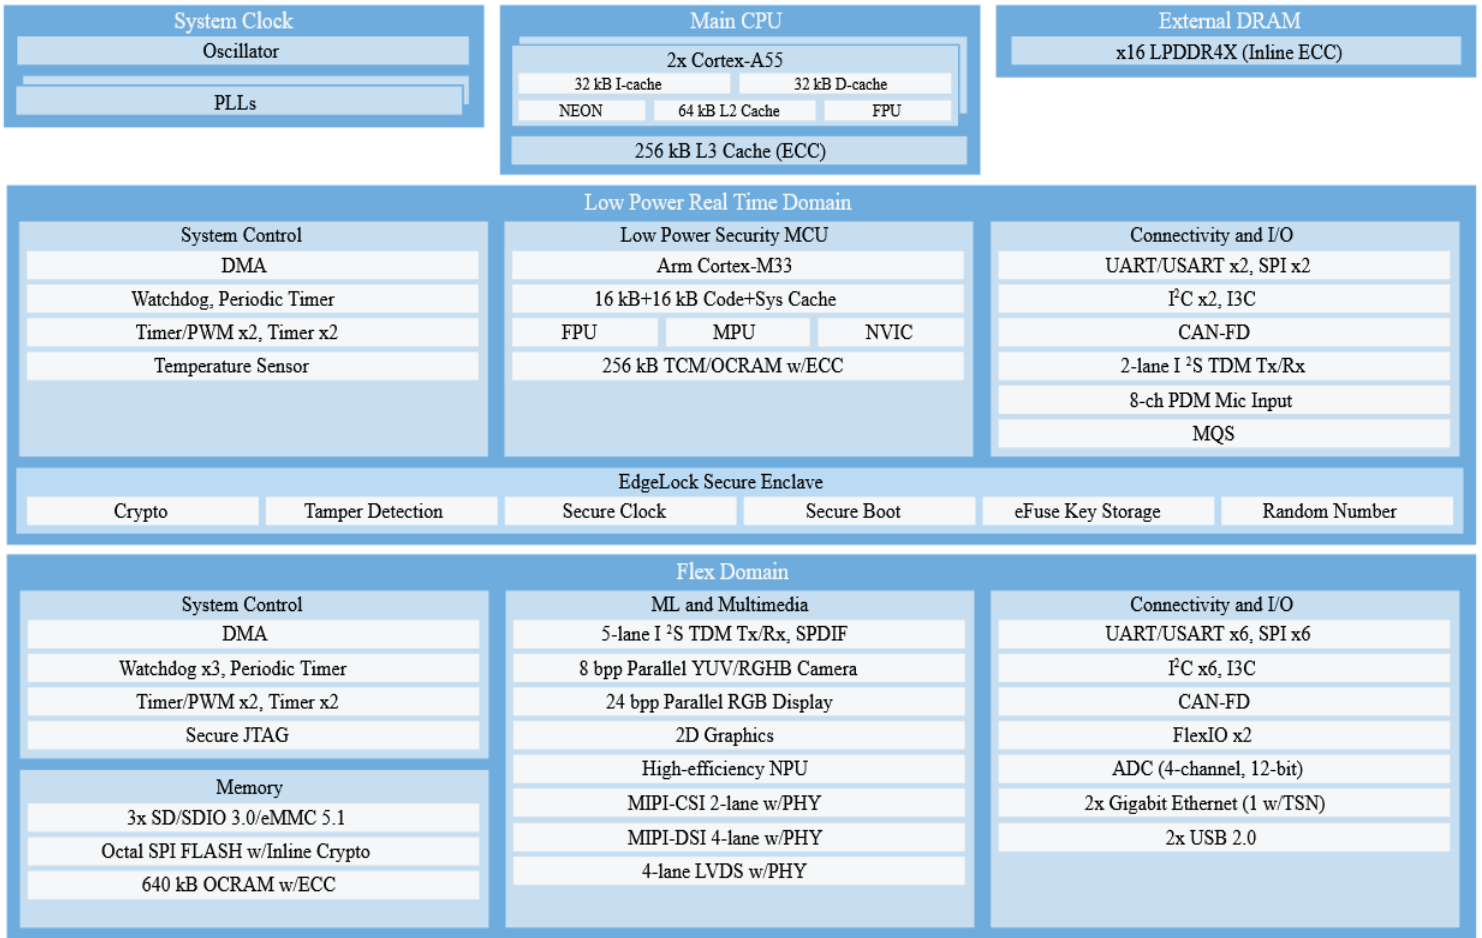 System Clock
Oscillator
PLLs
Main CPU
2x Cortex-A55
32 kB I-cache
32 kB D-cache
NEON
64 kB L2 Cache
FPU
256 kB L3 Cache (ECC)
External DRAM
x16 LPDDR4X (Inline ECC)
Low Power Real Time Domain
System Control
DMA
Watchdog, Periodic Timer
Timer/PWM x2, Timer x2
Temperature Sensor
Low Power Security MCU
Arm Cortex-M33
16 kB+16 kB Code+Sys Cache
FPU
MPU
NVIC
256 kB TCM/OCRAM w/ECC
Connectivity and I/O
UART/USART x2, SPI x2
I²C x2, I3C
CAN-FD
2-lane I ²S TDM Tx/Rx
8-ch PDM Mic Input
MQS
EdgeLock Secure Enclave
Crypto
Tamper Detection
Secure Clock
Secure Boot
eFuse Key Storage
Random Number
Flex Domain
System Control
DMA
Watchdog x3, Periodic Timer
Timer/PWM x2, Timer x2
Secure JTAG
Memory
3x SD/SDIO 3.0/eMMC 5.1
Octal SPI FLASH w/Inline Crypto
640 kB OCRAM w/ECC
ML and Multimedia
5-lane I ²S TDM Tx/Rx, SPDIF
8 bpp Parallel YUV/RGHB Camera
24 bpp Parallel RGB Display
2D Graphics
High-efficiency NPU
MIPI-CSI 2-lane w/PHY
MIPI-DSI 4-lane w/PHY
4-lane LVDS w/PHY
Connectivity and I/O
UART/USART x6, SPI x6
I²C x6, I3C
CAN-FD
FlexIO x2
ADC (4-channel, 12-bit)
2x Gigabit Ethernet (1 w/TSN)
2x USB 2.0